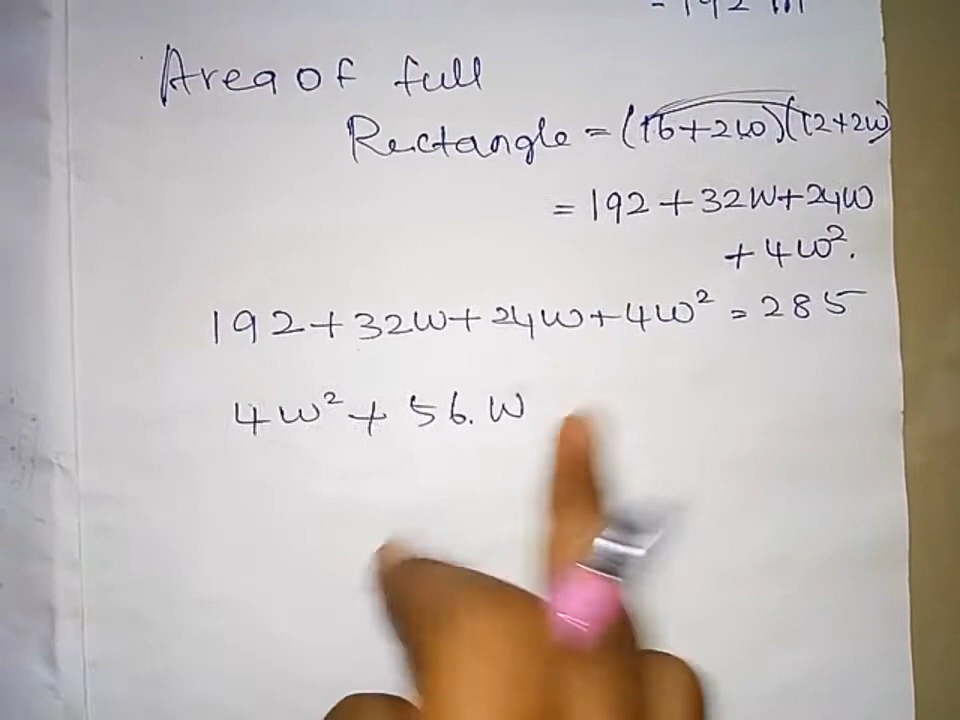 = 192 m
Area of full
Rectangle = (16+2w)(12+2w)
= 192 + 32w + 24w
+ 4w².
192 + 32w + 24w + 4w² = 285
4w² + 56.w